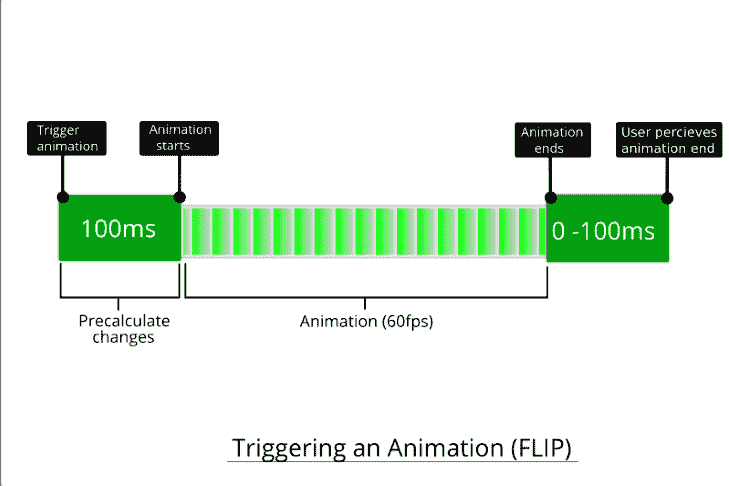 Trigger
animation
Animation
starts
Animation
ends
User percieves
animation end
100ms
0 -100ms
Precalculate
changes
Animation (60fps)
Triggering an Animation (FLIP)